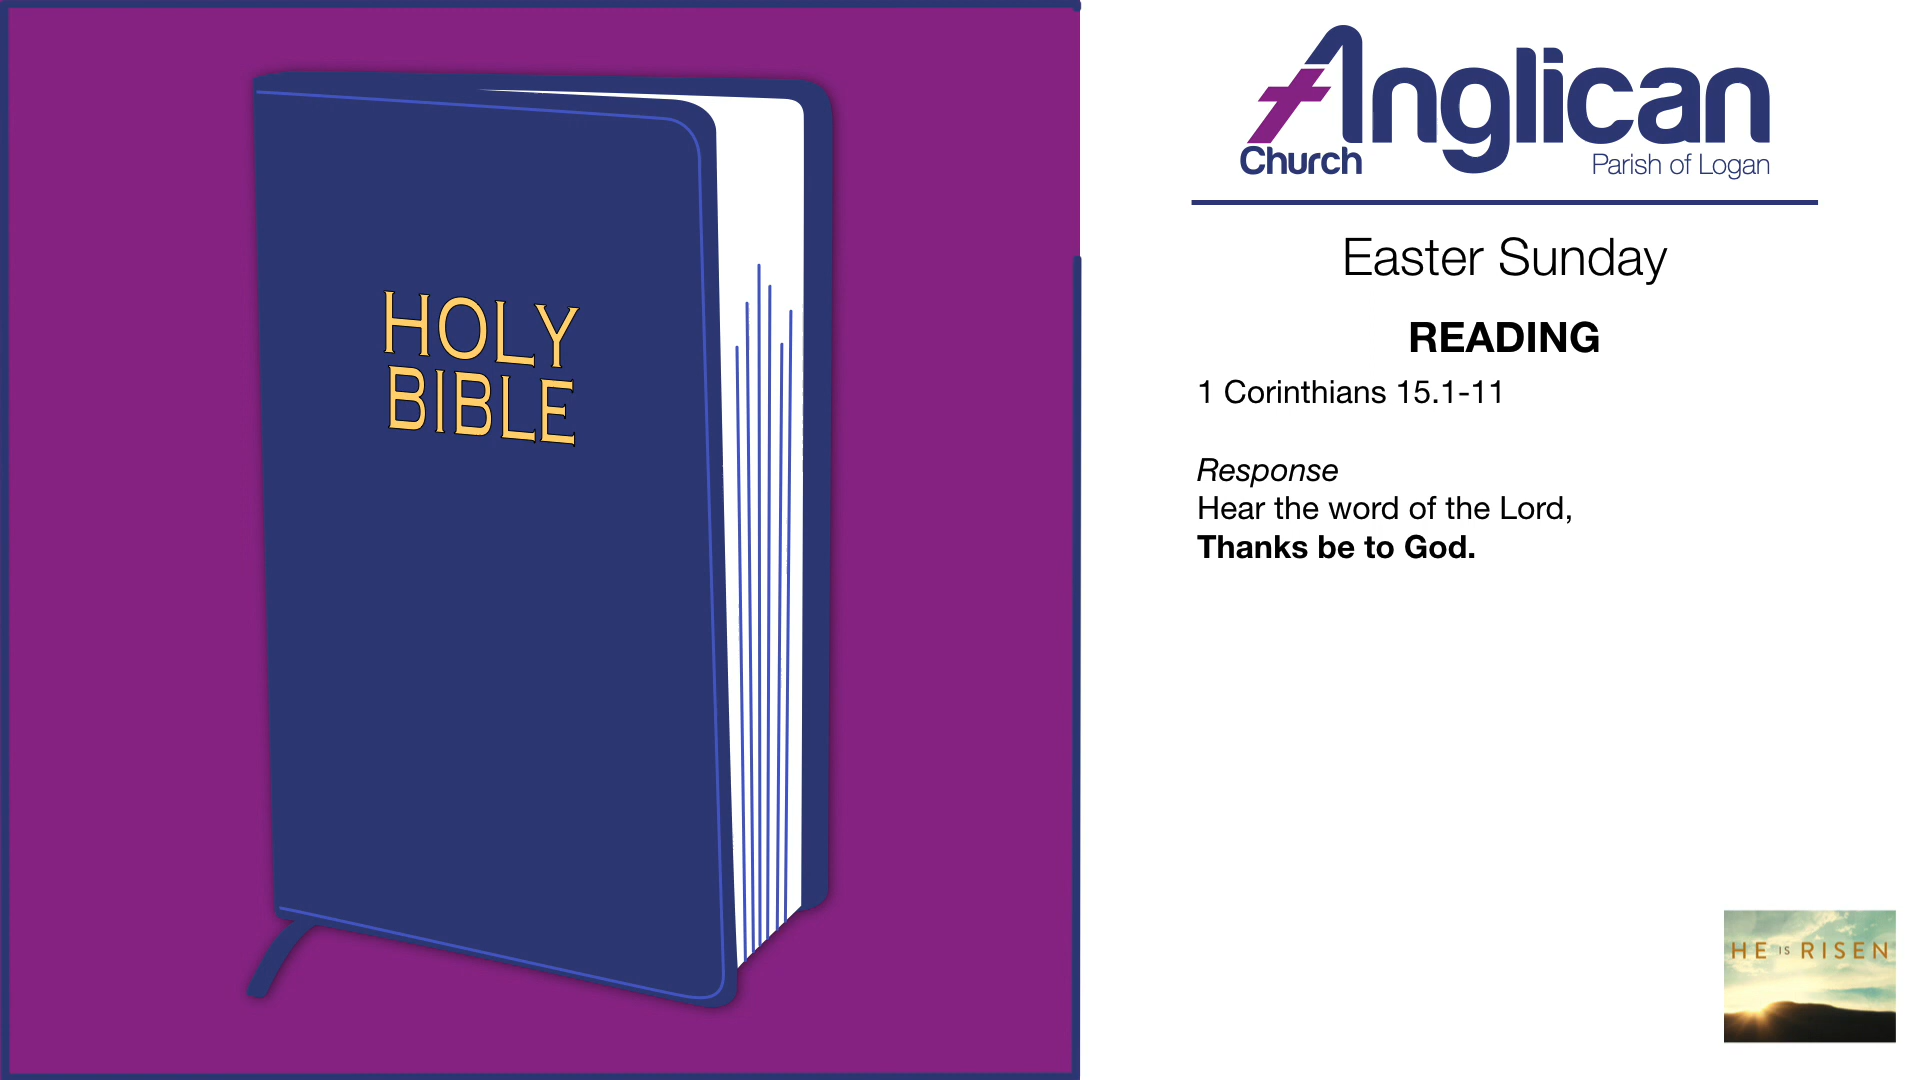 HOLY
BIBLE
Anglican
Church
Parish of Logan
Easter Sunday
READING
1 Corinthians 15.1-11
Response
Hear the word of the Lord,
Thanks be to God.
HE IS RISEN